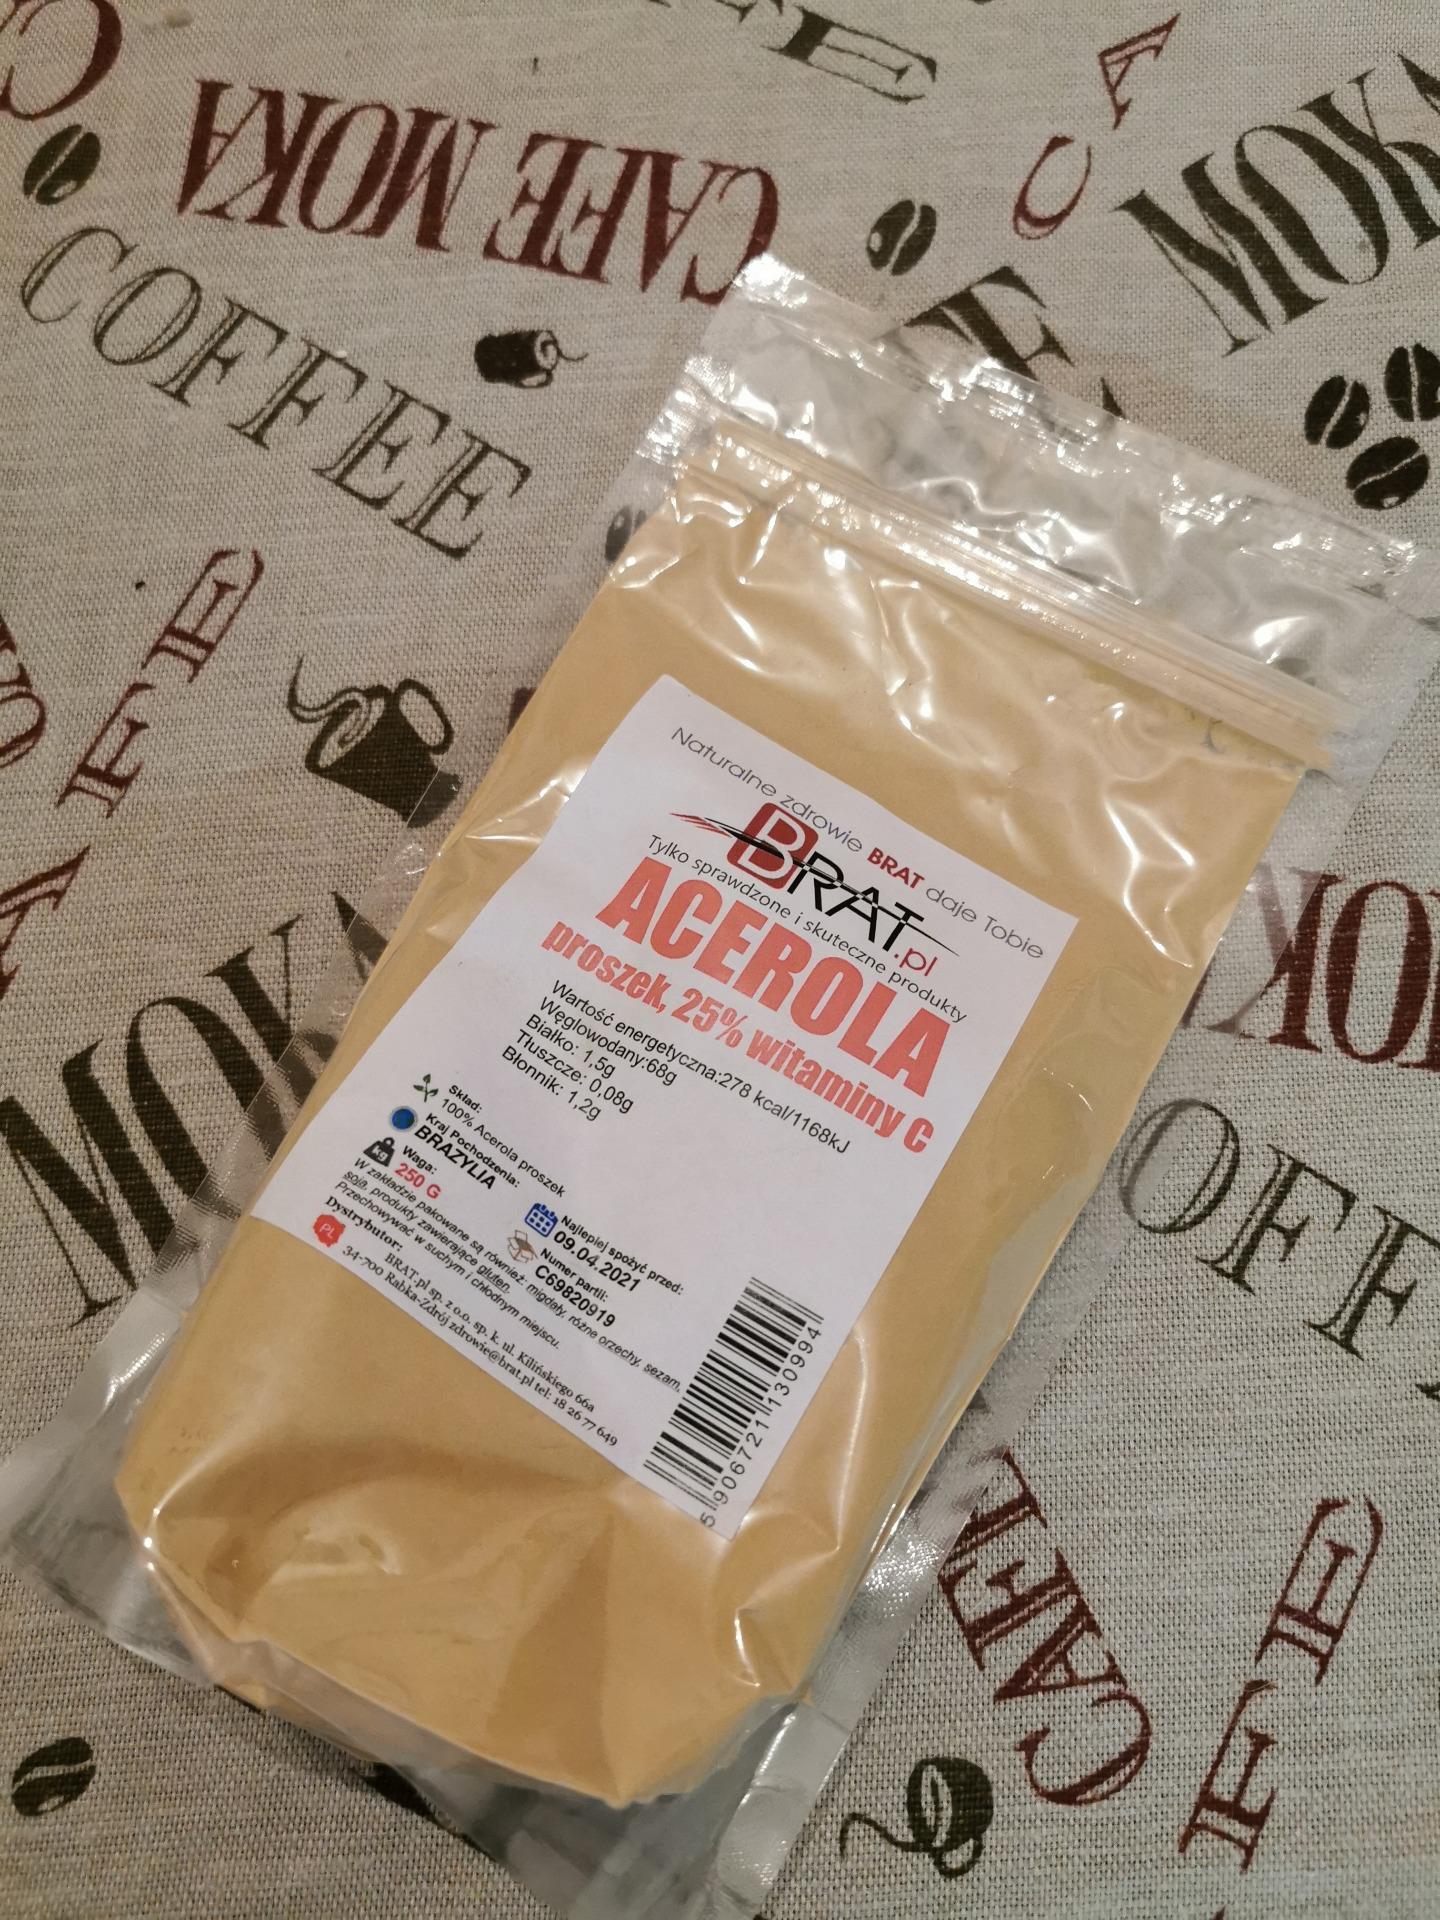 CAFE MOKA
COFFEE
CAFE
MOKA
Naturalne zdrowie BRAT daje Tobie
BRAT.pl
Tylko sprawdzone i skuteczne produkty
ACEROLA
proszek, 25% witaminy C
Wartość energetyczna:278 kcal/1168kJ
Węglowodany:68g
Białko: 1,5g
Tłuszcze: 0,08g
Błonnik: 1,2g
Skład:
100% Acerola proszek
Kraj Pochodzenia:
BRAZYLIA
kg
Waga:
250 G
Najlepiej spożyć przed:
09.04.2021
Numer partii:
C69820919
W zakładzie pakowane są również: migdały, różne orzechy, sezam,
soja, produkty zawierające gluten.
Przechowywać w suchym i chłodnym miejscu.
Dystrybutor:
PL
BRAT.pl sp. z o.o. sp. k. ul. Kilińskiego 66a
34-700 Rabka-Zdrój zdrowie@brat.pl tel: 18 26 77 649
5 906721 130994